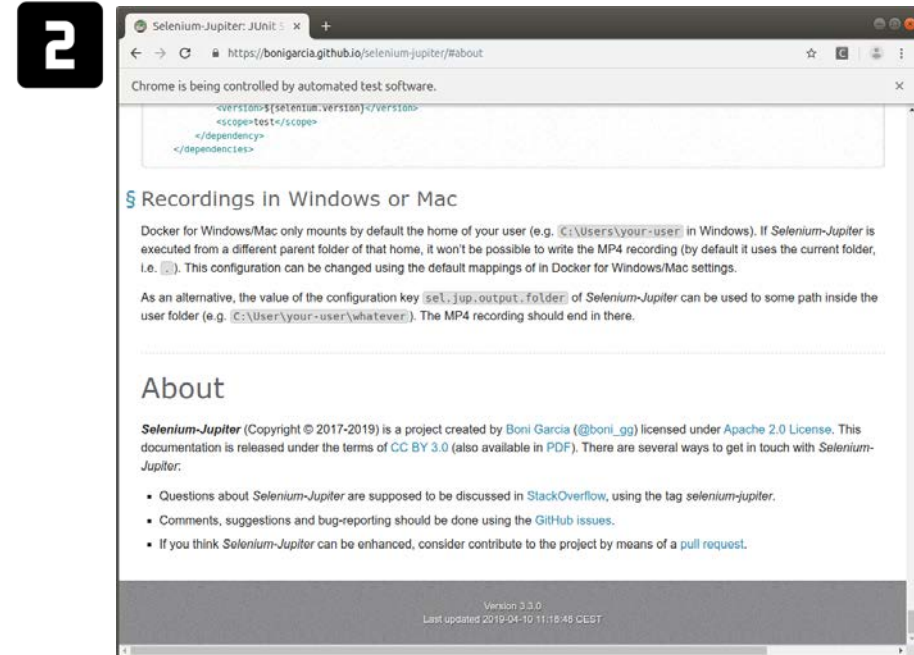 2
Selenium-Jupiter: JUnit 5
https://bonigarcia.github.io/selenium-jupiter/#about
Chrome is being controlled by automated test software.
<version>${selenium.version}</version>
<scope>test</scope>
</dependency>
</dependencies>
§ Recordings in Windows or Mac
Docker for Windows/Mac only mounts by default the home of your user (e.g. C:\Users\your-user in Windows). If Selenium-Jupiter is
executed from a different parent folder of that home, it won't be possible to write the MP4 recording (by default it uses the current folder,
i.e. .). This configuration can be changed using the default mappings of in Docker for Windows/Mac settings.
As an alternative, the value of the configuration key sel.jup.output.folder of Selenium-Jupiter can be used to some path inside the
user folder (e.g. C:\User\your-user\whatever). The MP4 recording should end in there.
About
Selenium-Jupiter (Copyright © 2017-2019) is a project created by Boni Garcia (@boni_gg) licensed under Apache 2.0 License. This
documentation is released under the terms of CC BY 3.0 (also available in PDF). There are several ways to get in touch with Selenium-
Jupiter:
▪ Questions about Selenium-Jupiter are supposed to be discussed in StackOverflow, using the tag selenium-jupiter.
▪ Comments, suggestions and bug-reporting should be done using the GitHub issues.
▪ If you think Selenium-Jupiter can be enhanced, consider contribute to the project by means of a pull request.
Version 3.3.0
Last updated 2019-04-10 11:18:46 CEST